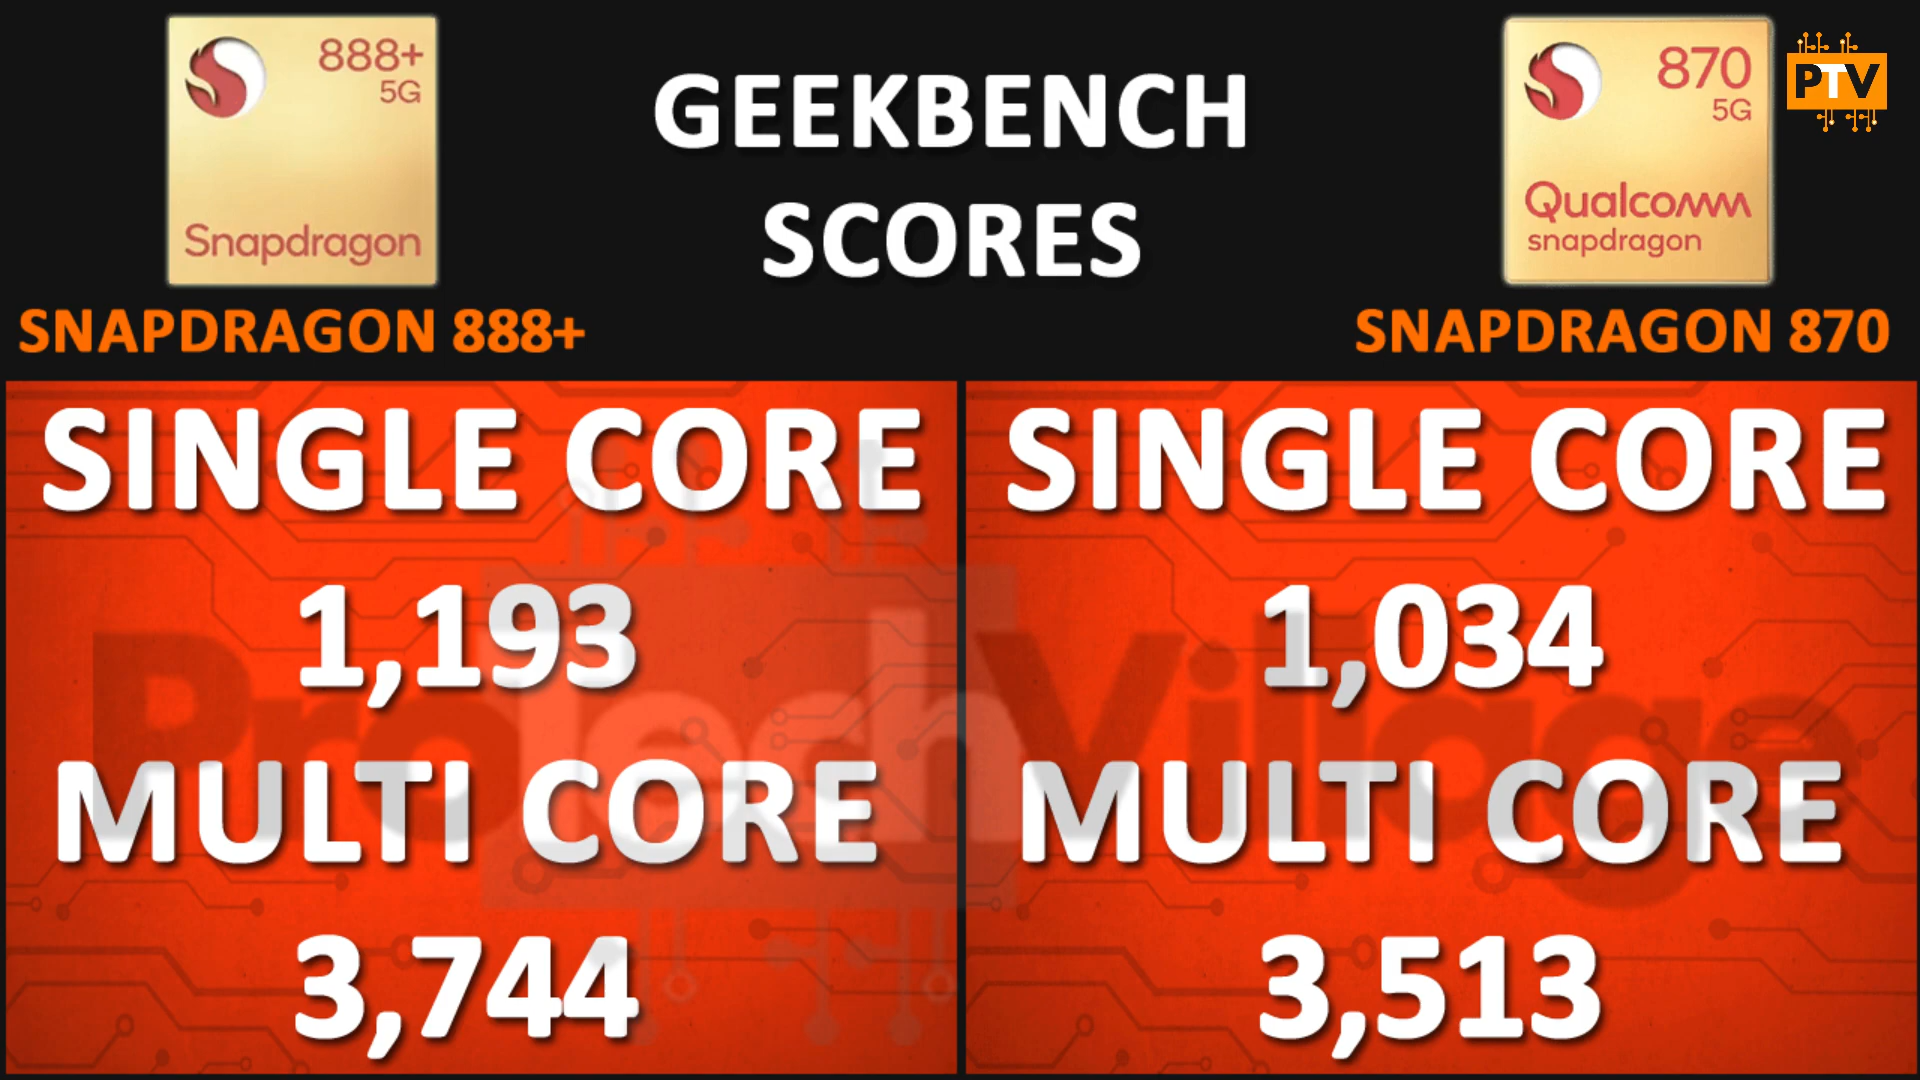 888+
5G
Snapdragon
GEEKBENCH
SCORES
870
5G
Qualcomm
snapdragon
PTV
SNAPDRAGON 888+
SNAPDRAGON 870
SINGLE CORE
1,193
MULTI CORE
3,744
SINGLE CORE
1,034
MULTI CORE
3,513
ProTechVillage